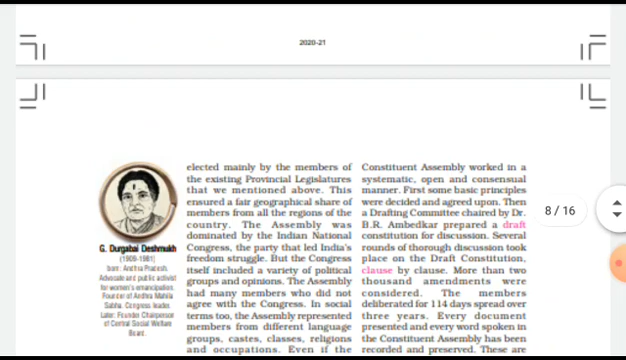 2020-21
G. Durgabai Deshmukh
(1909-1981)
born: Andhra Pradesh.
Advocate and public activist
for women's emancipation.
Founder of Andhra Mahila
Sabha. Congress leader.
Later: Founder Chairperson
of Central Social Welfare
Board.
elected mainly by the members of
the existing Provincial Legislatures
that we mentioned above. This
ensured a fair geographical share of
members from all the regions of the
country. The Assembly was
dominated by the Indian National
Congress, the party that led India's
freedom struggle. But the Congress
itself included a variety of political
groups and opinions. The Assembly
had many members who did not
agree with the Congress. In social
terms too, the Assembly represented
members from different language
groups, castes, classes, religions
and occupations. Even if the
Constituent Assembly worked in a
systematic, open and consensual
manner. First some basic principles
were decided and agreed upon. Then
a Drafting Committee chaired by Dr.
B.R. Ambedkar prepared a draft
constitution for discussion. Several
rounds of thorough discussion took
place on the Draft Constitution,
clause by clause. More than two
thousand amendments were
considered. The members
deliberated for 114 days spread over
three years. Every document
presented and every word spoken in
the Constituent Assembly has been
recorded and preserved. These are
8 / 16